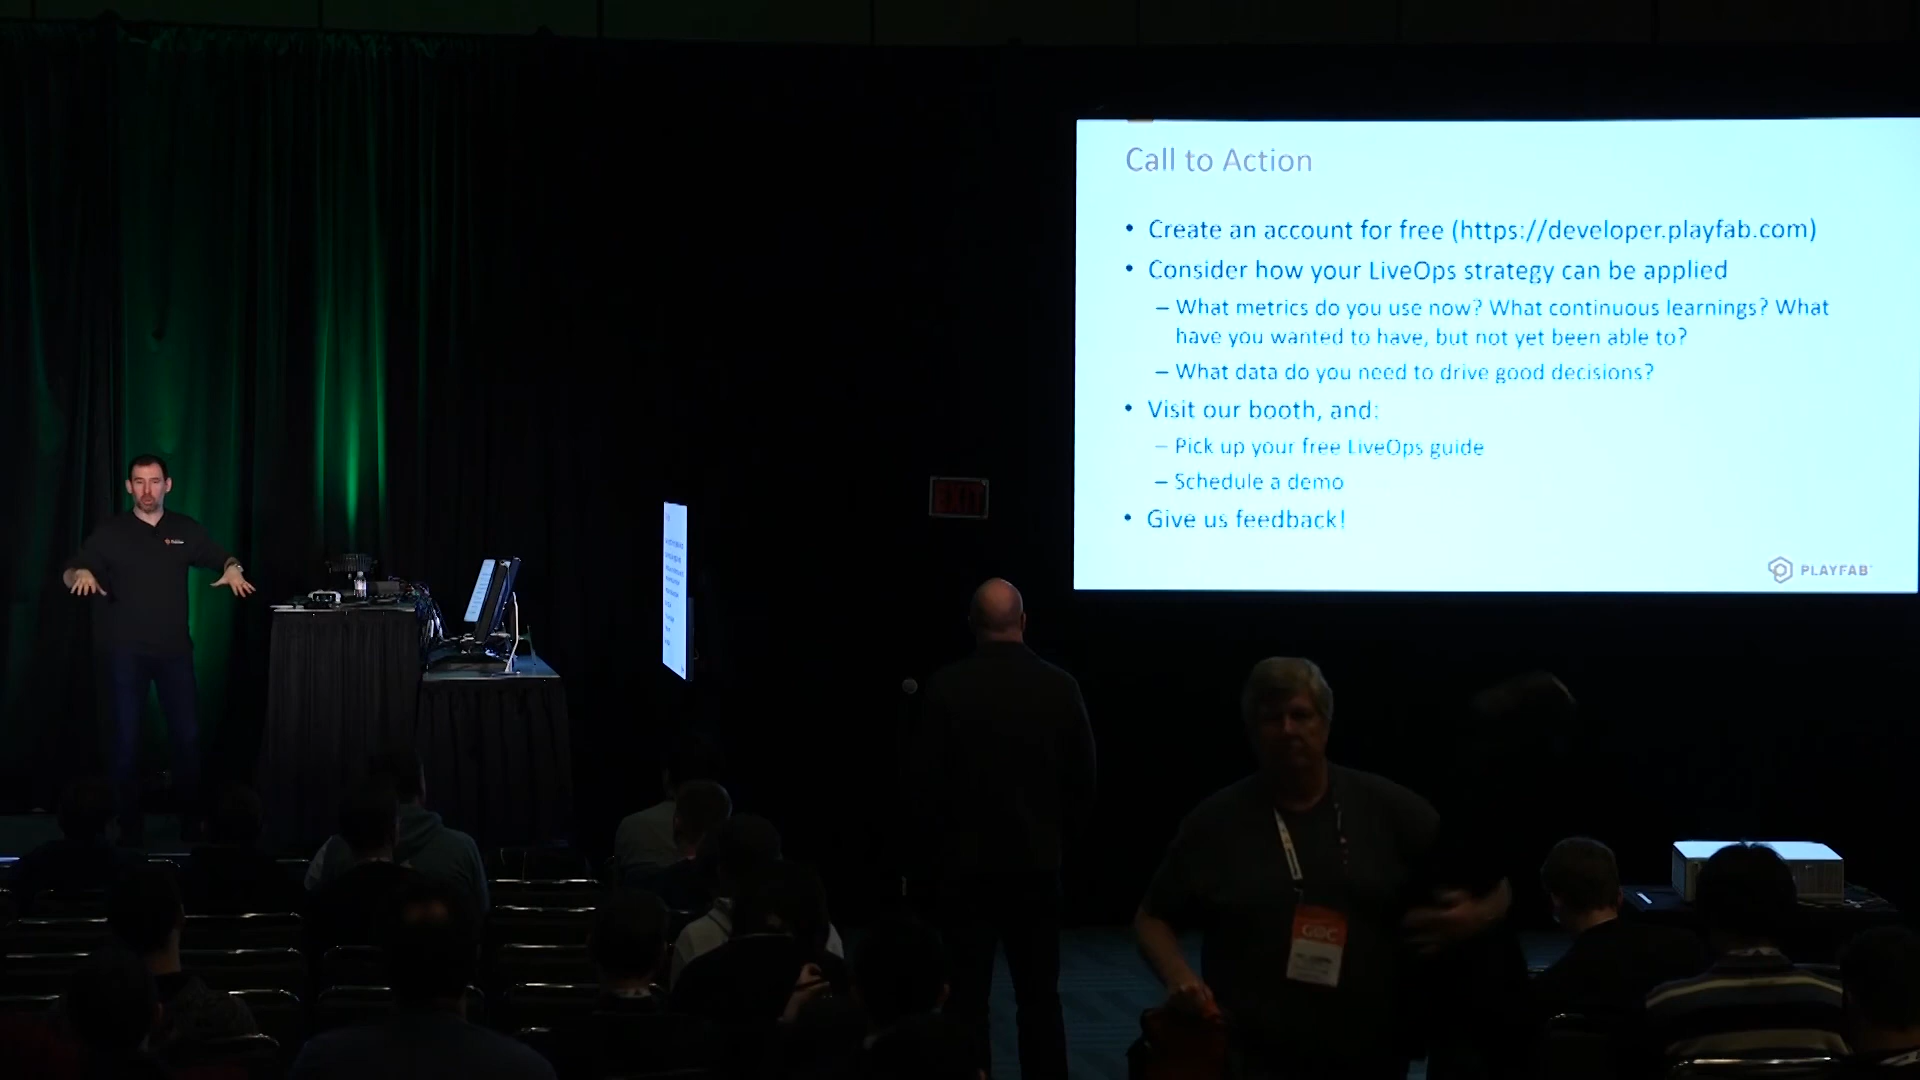 Call to Action
• Create an account for free (https://developer.playfab.com)
• Consider how your LiveOps strategy can be applied
– What metrics do you use now? What continuous learnings? What
have you wanted to have, but not yet been able to?
– What data do you need to drive good decisions?
• Visit our booth, and:
– Pick up your free LiveOps guide
– Schedule a demo
• Give us feedback!
PLAYFAB
EXIT
GDC